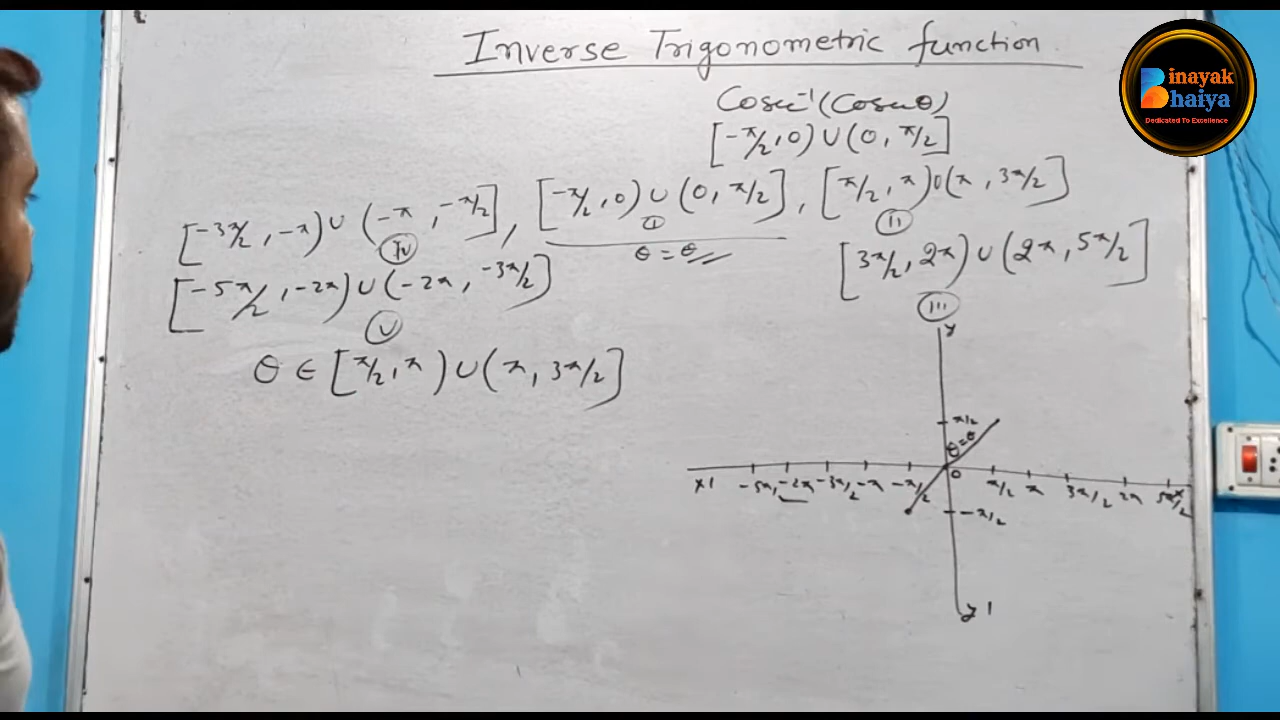 Inverse Trigonometric function
Binayak
Bhaiya
Dedicated To Excellence
Cosec⁻¹(Cosecθ)
[-π/2, 0) ∪ (0, π/2]
[-3π/2, -π) ∪ (-π, -π/2], [-π/2, 0) ∪ (0, π/2], [π/2, π) ∪ (π, 3π/2]
IV I II
θ = θ
[-5π/2, -2π) ∪ (-2π, -3π/2] [3π/2, 2π) ∪ (2π, 5π/2]
V III
θ ∈ [π/2, π) ∪ (π, 3π/2]
y
π/2
θ=θ
x1 -5π/2 -2π -3π/2 -π -π/2 0 π/2 π 3π/2 2π 5π/2 x
-π/2
y1